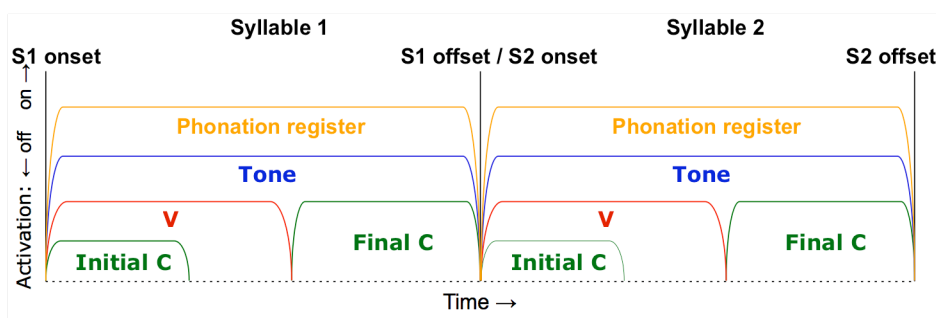 Syllable 1 Syllable 2
S1 onset S1 offset / S2 onset S2 offset
Activation: ← off on →
Phonation register Phonation register
Tone Tone
V V
Final C Final C
Initial C Initial C
Time →